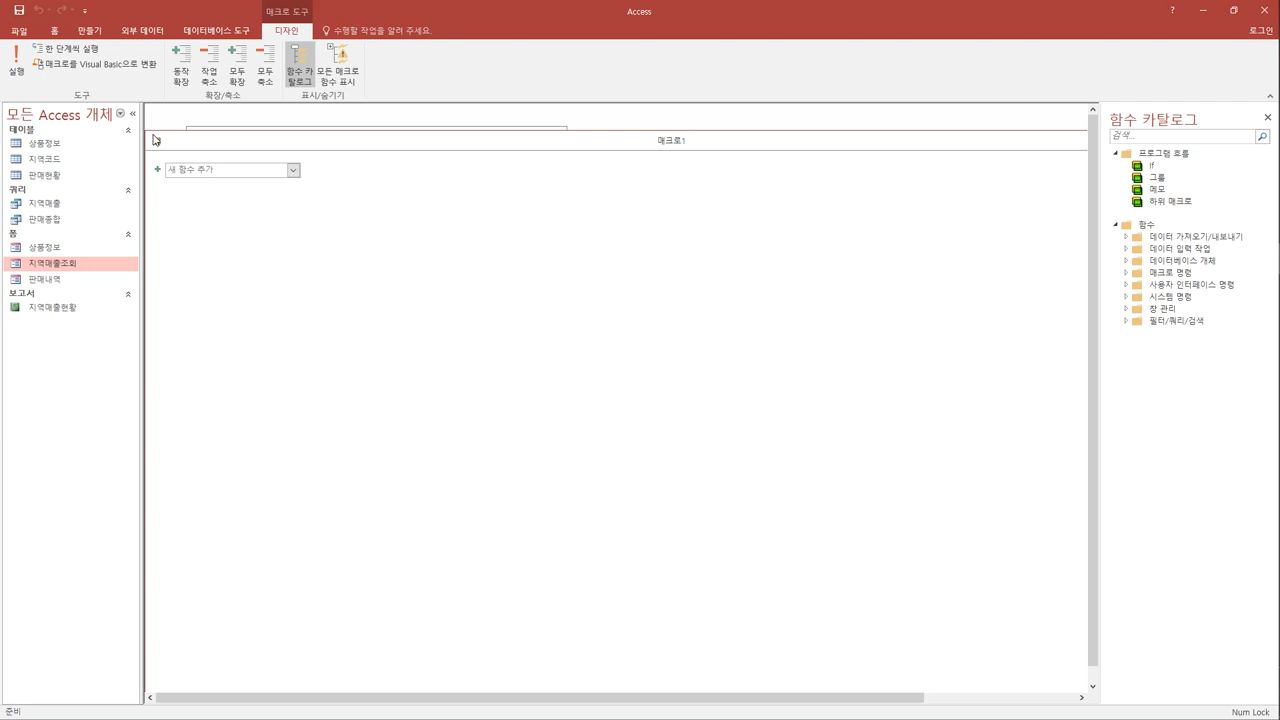 매크로 도구
Access
?
파일
홈
만들기
외부 데이터
데이터베이스 도구
디자인
수행할 작업을 알려 주세요.
로그인
실행
한 단계씩 실행
매크로를 Visual Basic으로 변환
도구
동작 확장
작업 축소
모두 확장
모두 축소
확장/축소
함수 카탈로그
모든 매크로 함수 표시
표시/숨기기
모든 Access 개체
테이블
상품정보
지역코드
판매현황
쿼리
지역매출
판매종합
폼
상품정보
지역매출조회
판매내역
보고서
지역매출현황
매크로1
새 함수 추가
함수 카탈로그
검색...
프로그램 흐름
If
그룹
메모
하위 매크로
함수
데이터 가져오기/내보내기
데이터 입력 작업
데이터베이스 개체
매크로 명령
사용자 인터페이스 명령
시스템 명령
창 관리
필터/쿼리/검색
준비
Num Lock